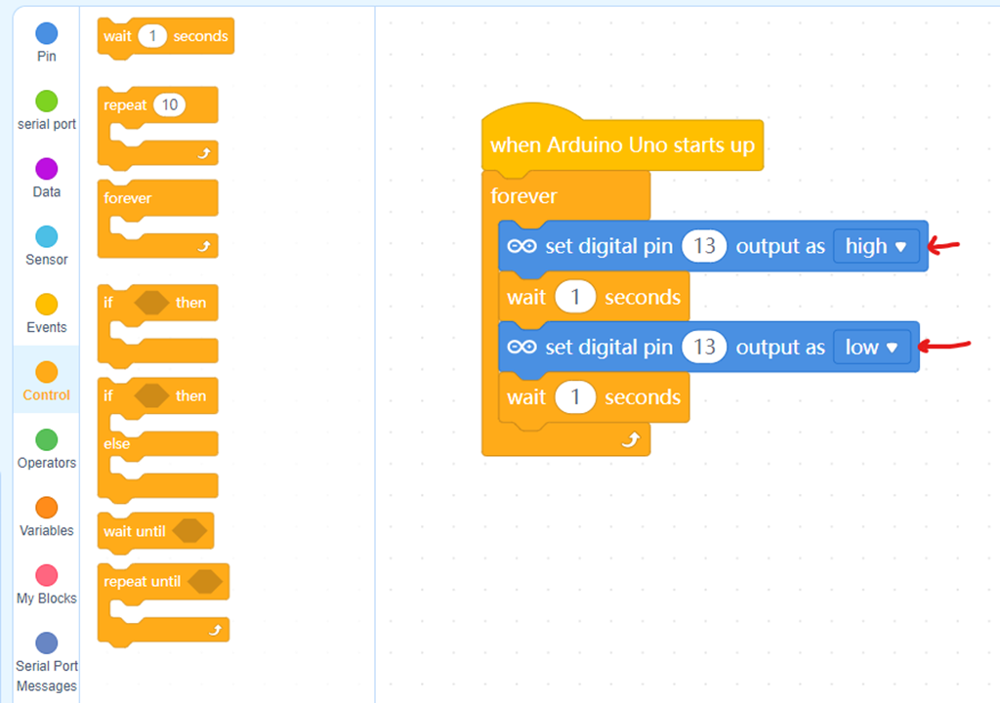 Pin
serial port
Data
Sensor
Events
Control
Operators
Variables
My Blocks
Serial Port
Messages
wait 1 seconds
repeat 10
forever
if then
if then
else
wait until
repeat until
when Arduino Uno starts up
forever
set digital pin 13 output as high
wait 1 seconds
set digital pin 13 output as low
wait 1 seconds